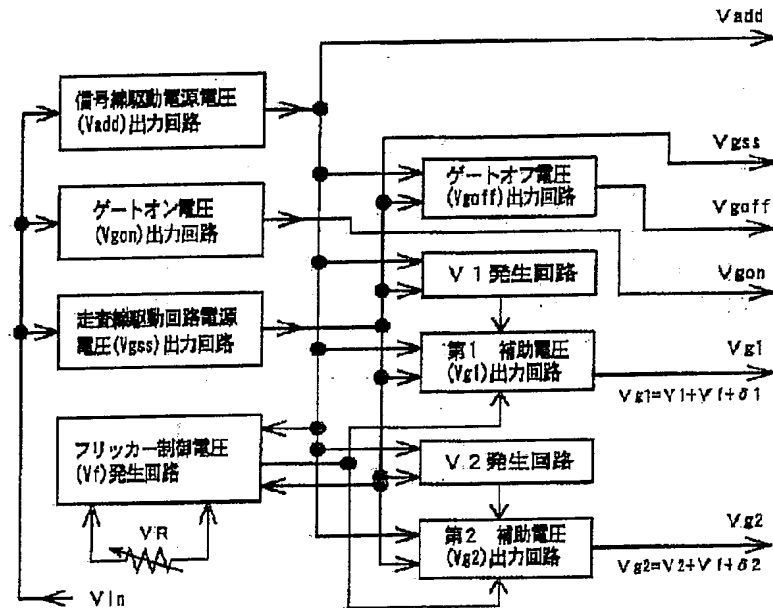 Vadd
信号線駆動電源電圧
(Vadd)出力回路
Vgss
ゲートオフ電圧
(Vgoff)出力回路
ゲートオン電圧
(Vgon)出力回路
Vgoff
V1発生回路
Vgon
走査線駆動回路電源
電圧(Vgss)出力回路
第1 補助電圧
(Vg1)出力回路
Vg1
Vg1=V1+Vf+δ1
フリッカー制御電圧
(Vf)発生回路
V.2発生回路
VR
第2 補助電圧
(Vg2)出力回路
Vg2
Vg2=V2+Vf+δ2
Vin